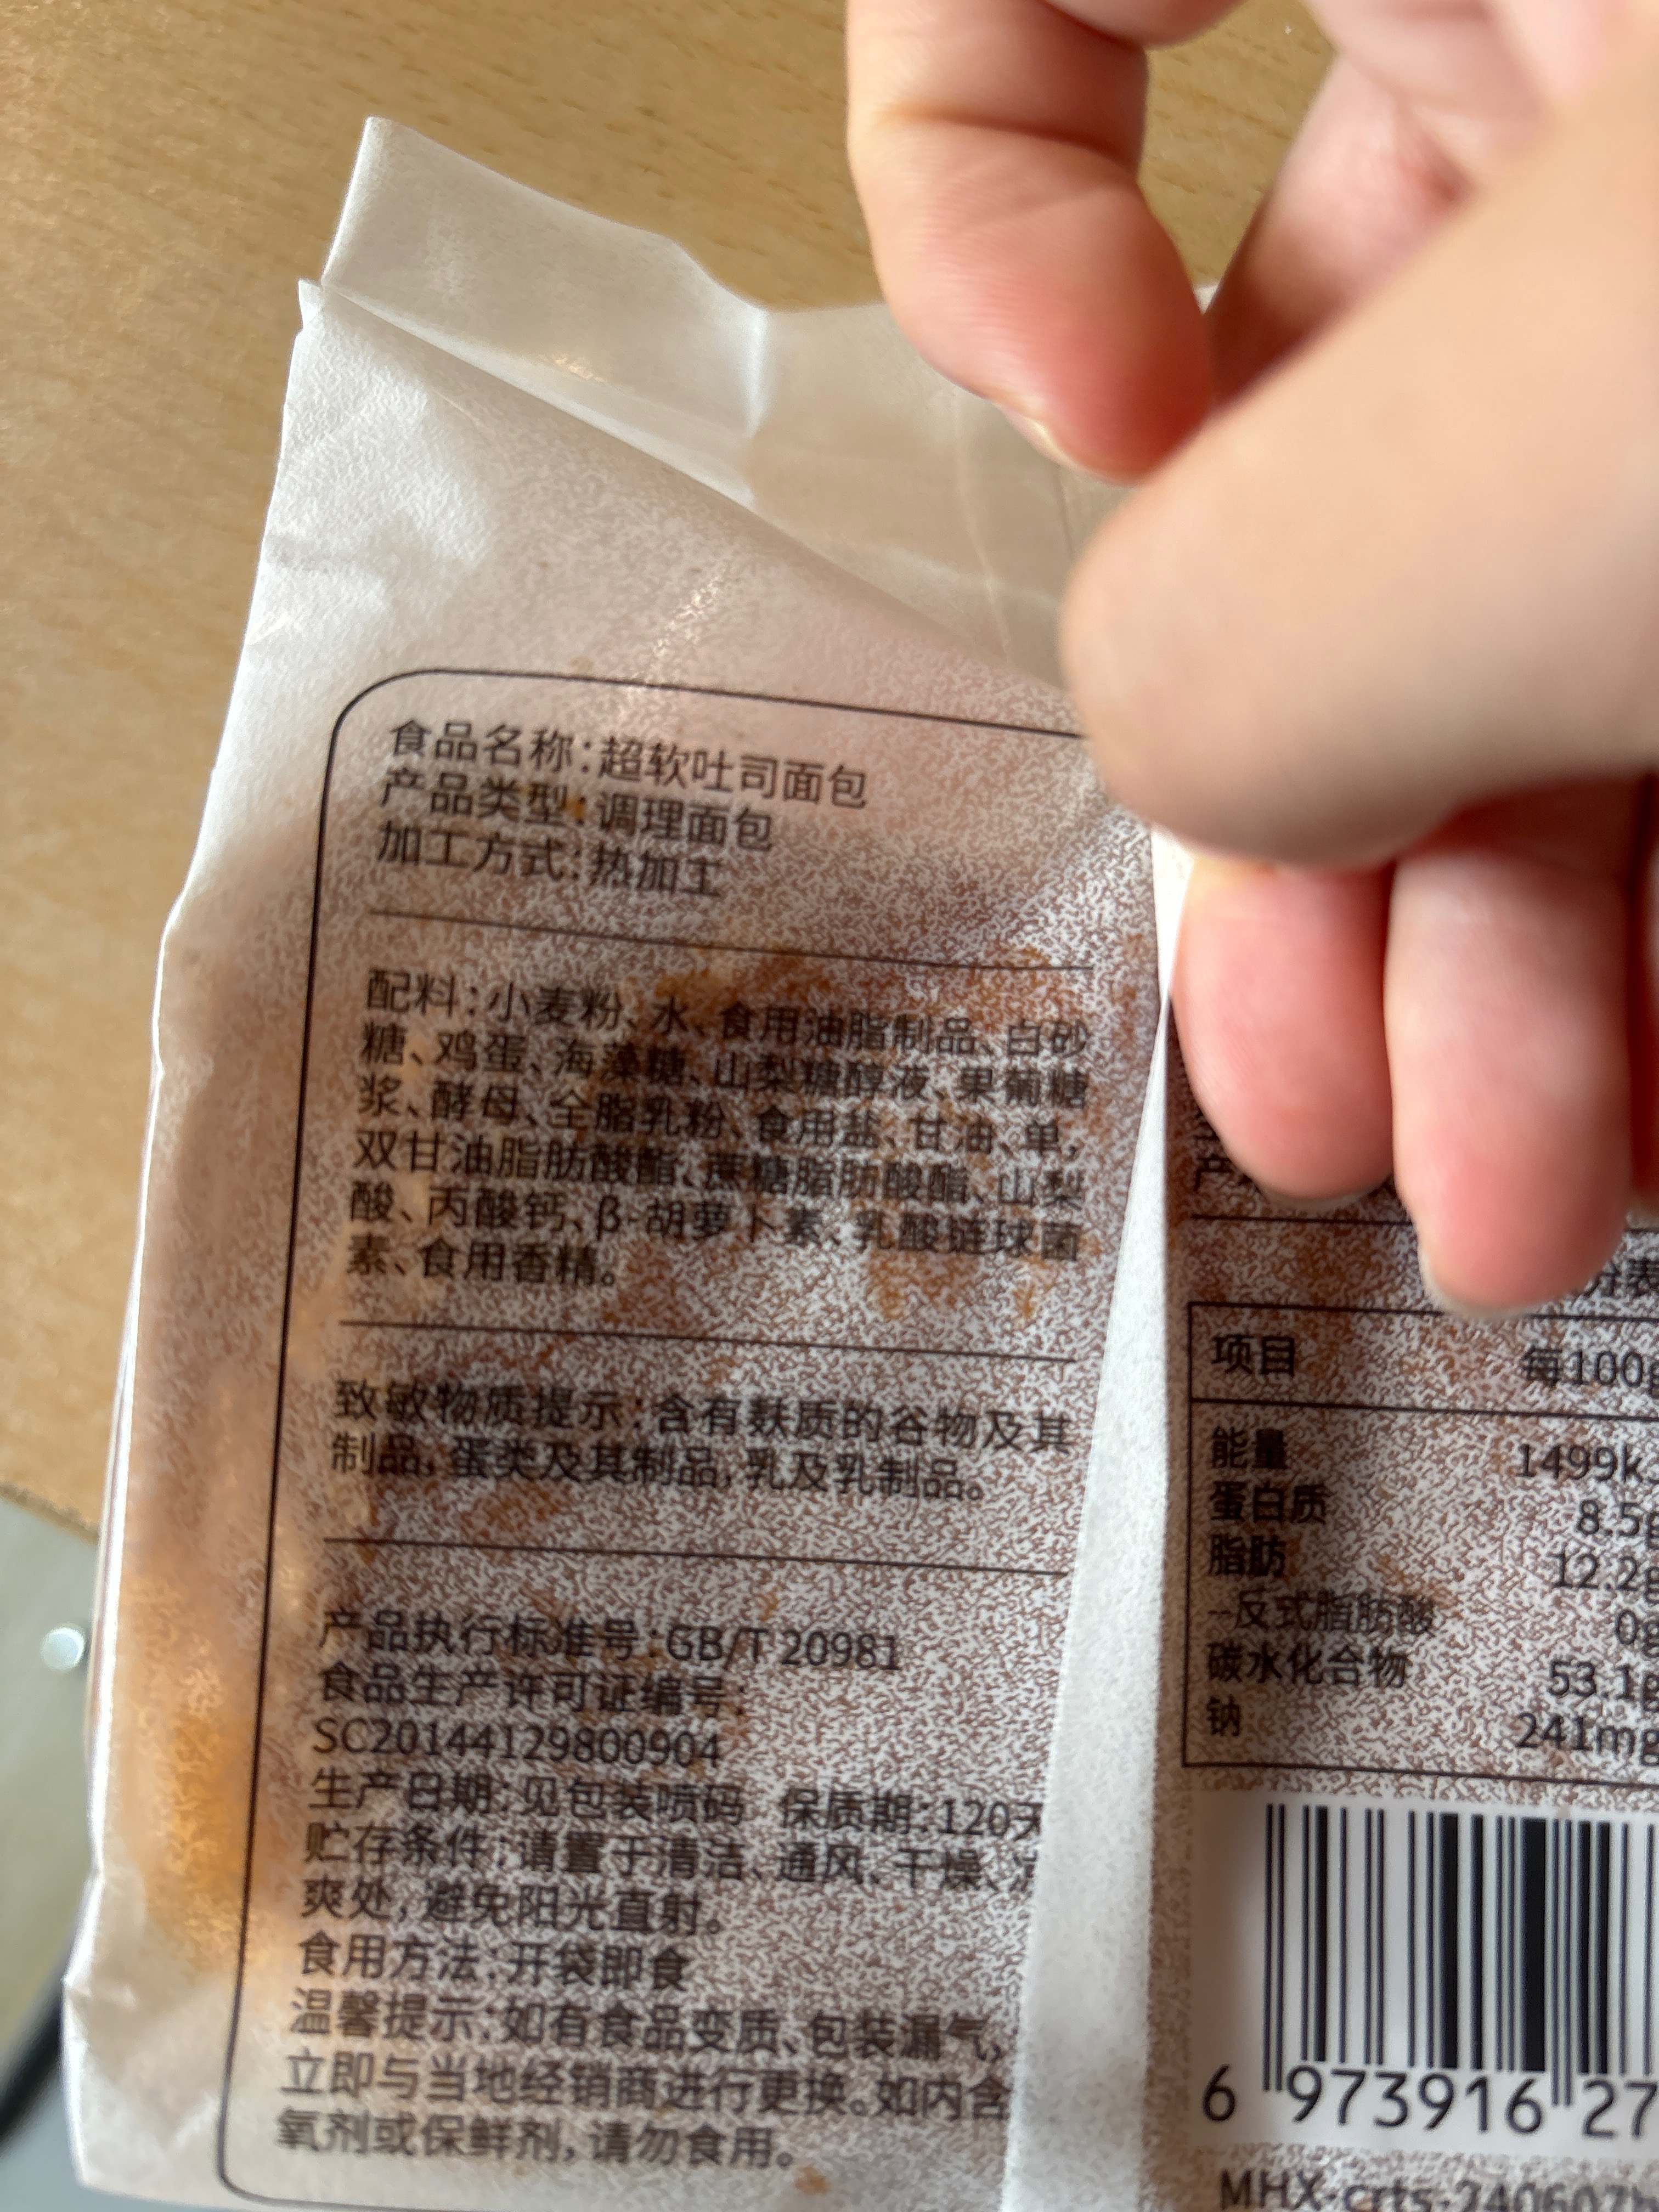 食品名称:超软吐司面包
产品类型:调理面包
加工方式:热加工
配料:小麦粉、水、食用油脂制品、白砂
糖、鸡蛋、海藻糖、山梨糖醇液、果葡糖
浆、酵母、全脂乳粉、食用盐、甘油、单,
双甘油脂肪酸酯、蔗糖脂肪酸酯、山梨
酸、丙酸钙、β-胡萝卜素、乳酸链球菌
素、食用香精。
致敏物质提示:含有麸质的谷物及其
制品,蛋类及其制品,乳及乳制品。
产品执行标准号:GB/T 20981
食品生产许可证编号:
SC20144129800904
生产日期:见包装喷码 保质期:120天
贮存条件:请置于清洁、通风、干燥、
爽处,避免阳光直射。
食用方法:开袋即食
温馨提示:如有食品变质、包装漏气,
立即与当地经销商进行更换。如内含
氧剂或保鲜剂,请勿食用。
项目 每100g
能量 1499k
蛋白质 8.5g
脂肪 12.2g
--反式脂肪酸 0g
碳水化合物 53.1g
钠 241mg
6 973916 27